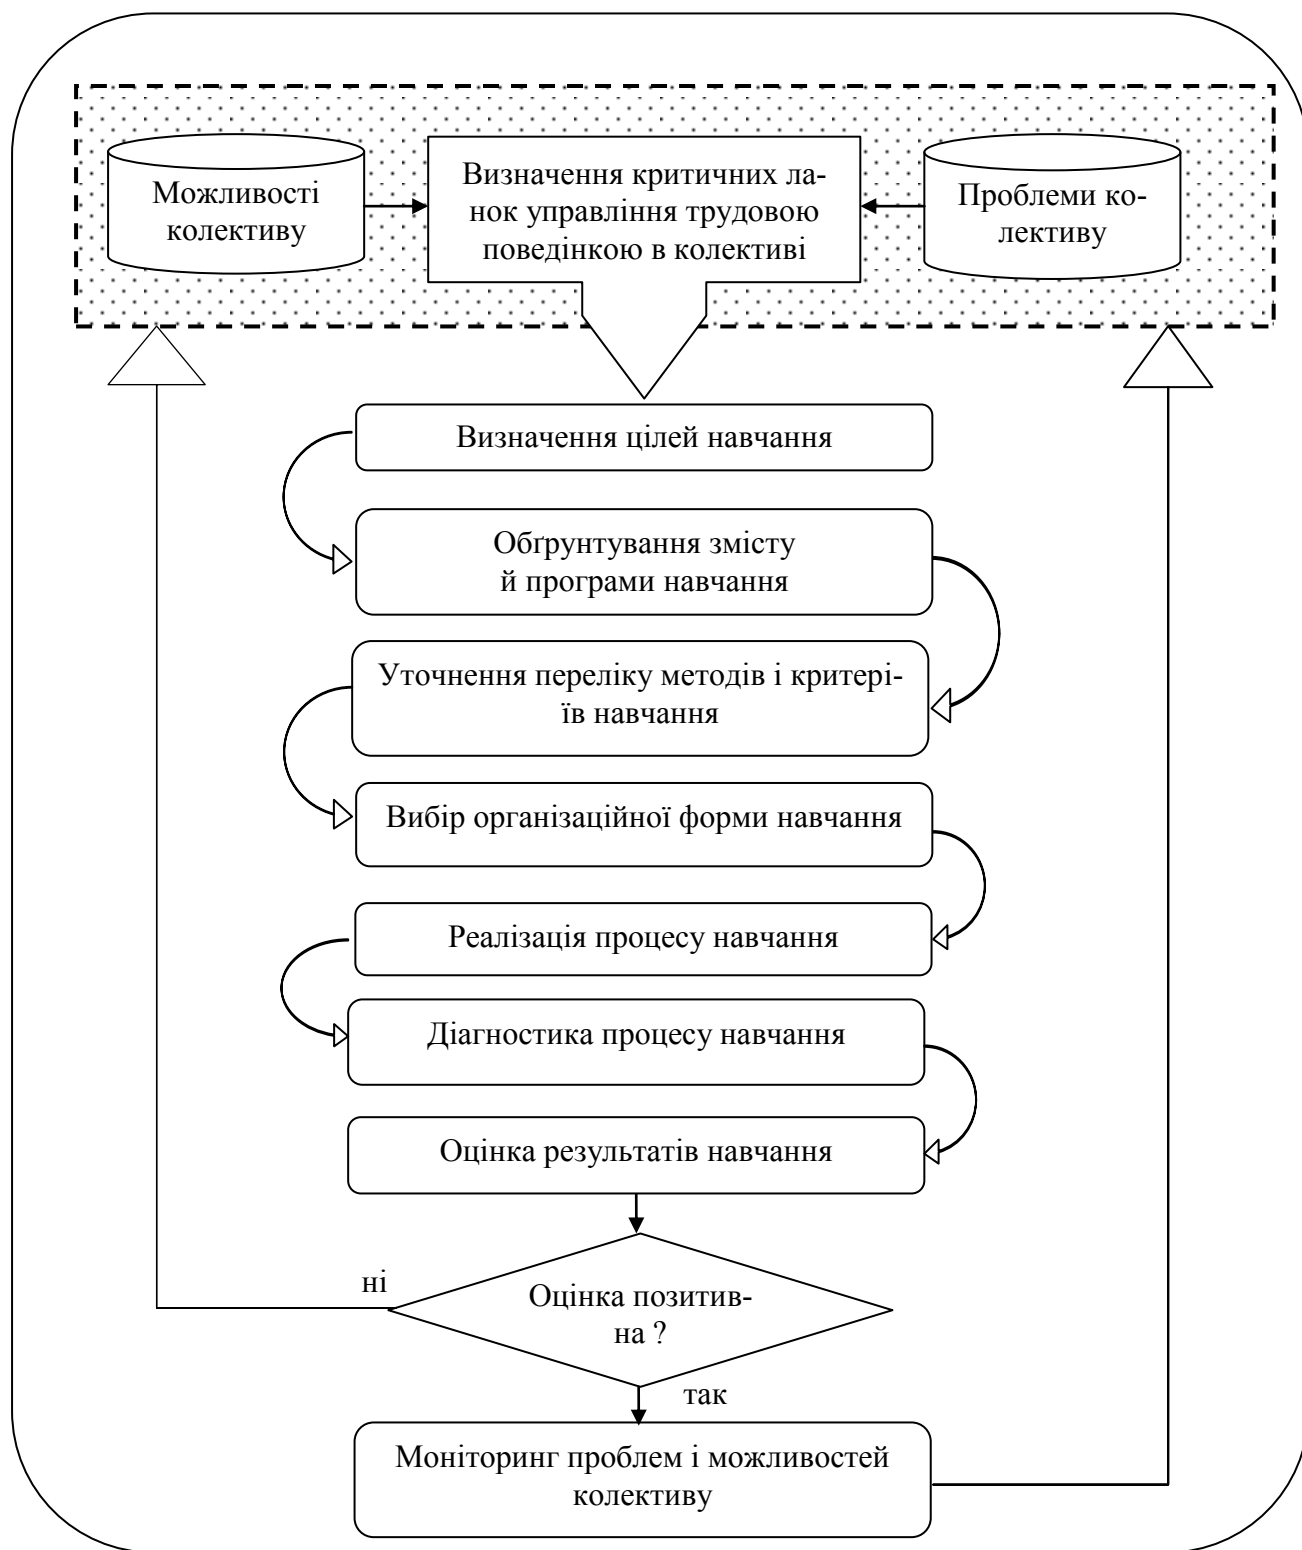 Можливості
колективу
Визначення критичних ла-
нок управління трудовою
поведінкою в колективі
Проблеми ко-
лективу
Визначення цілей навчання
Обґрунтування змісту
й програми навчання
Уточнення переліку методів і критері-
їв навчання
Вибір організаційної форми навчання
Реалізація процесу навчання
Діагностика процесу навчання
Оцінка результатів навчання
ні
Оцінка позитив-
на ?
так
Моніторинг проблем і можливостей
колективу